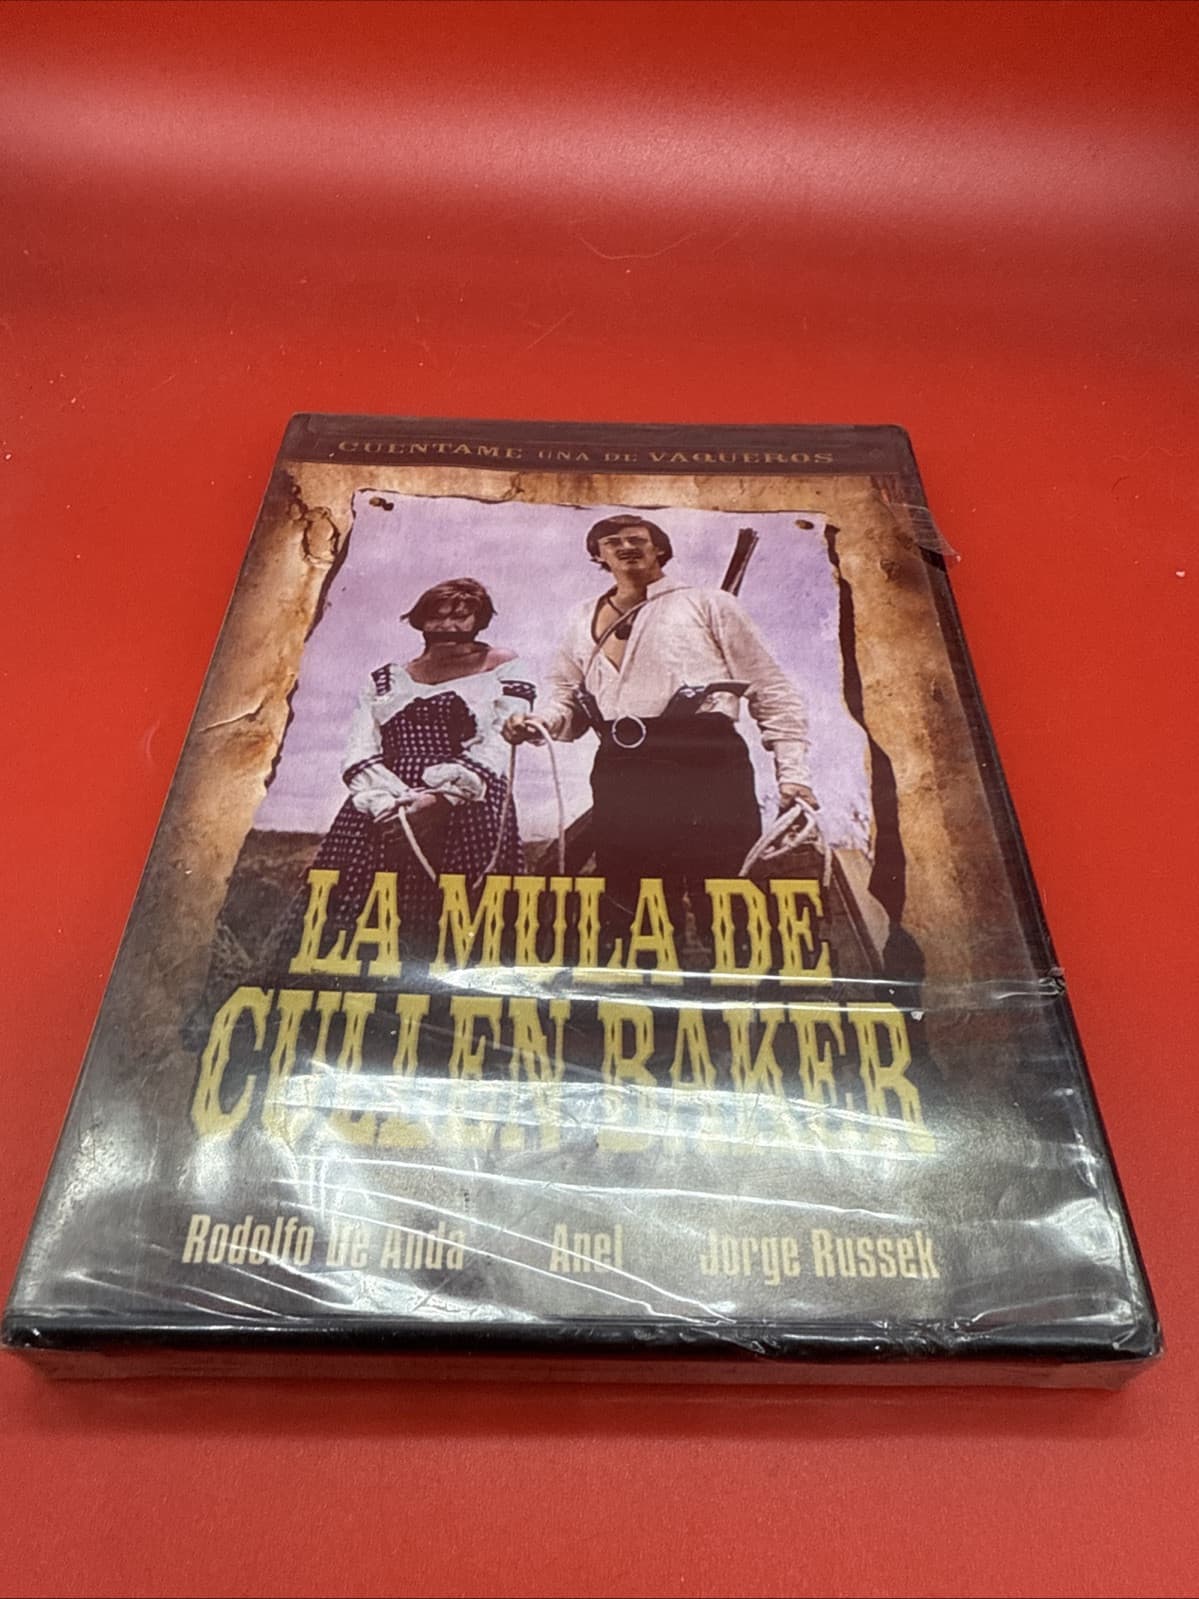 CUENTAME UNA DE VAQUEROS
LA MULA DE
CULLEN BAKER
Rodolfo De Anda Anel Jorge Russek